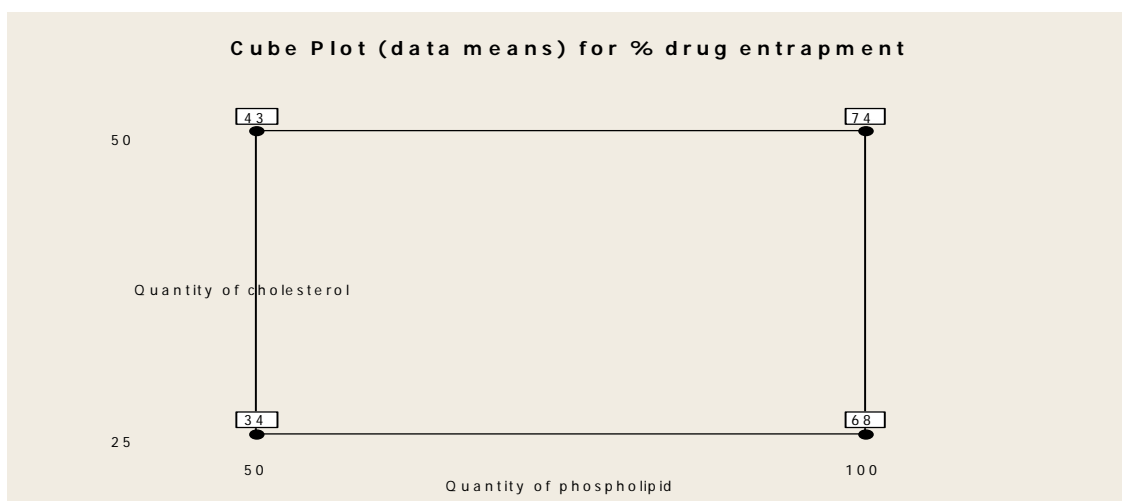 Cube Plot (data means) for % drug entrapment
43 74
50
Quantity of cholesterol
34 68
25
50 100
Quantity of phospholipid